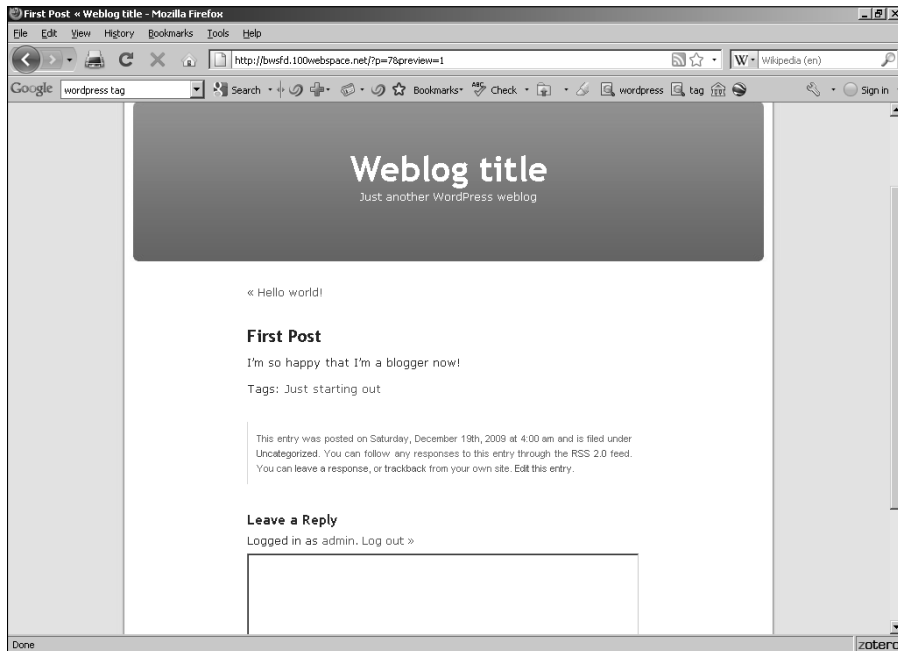 First Post « Weblog title - Mozilla Firefox
File Edit View History Bookmarks Tools Help
http://bwsfd.100webspace.net/?p=7&preview=1 W Wikipedia (en)
Google wordpress tag Search Bookmarks ABC Check wordpress tag Sign in
Weblog title
Just another WordPress weblog
« Hello world!
First Post
I'm so happy that I'm a blogger now!
Tags: Just starting out
This entry was posted on Saturday, December 19th, 2009 at 4:00 am and is filed under
Uncategorized. You can follow any responses to this entry through the RSS 2.0 feed.
You can leave a response, or trackback from your own site. Edit this entry.
Leave a Reply
Logged in as admin. Log out »
Done zotero